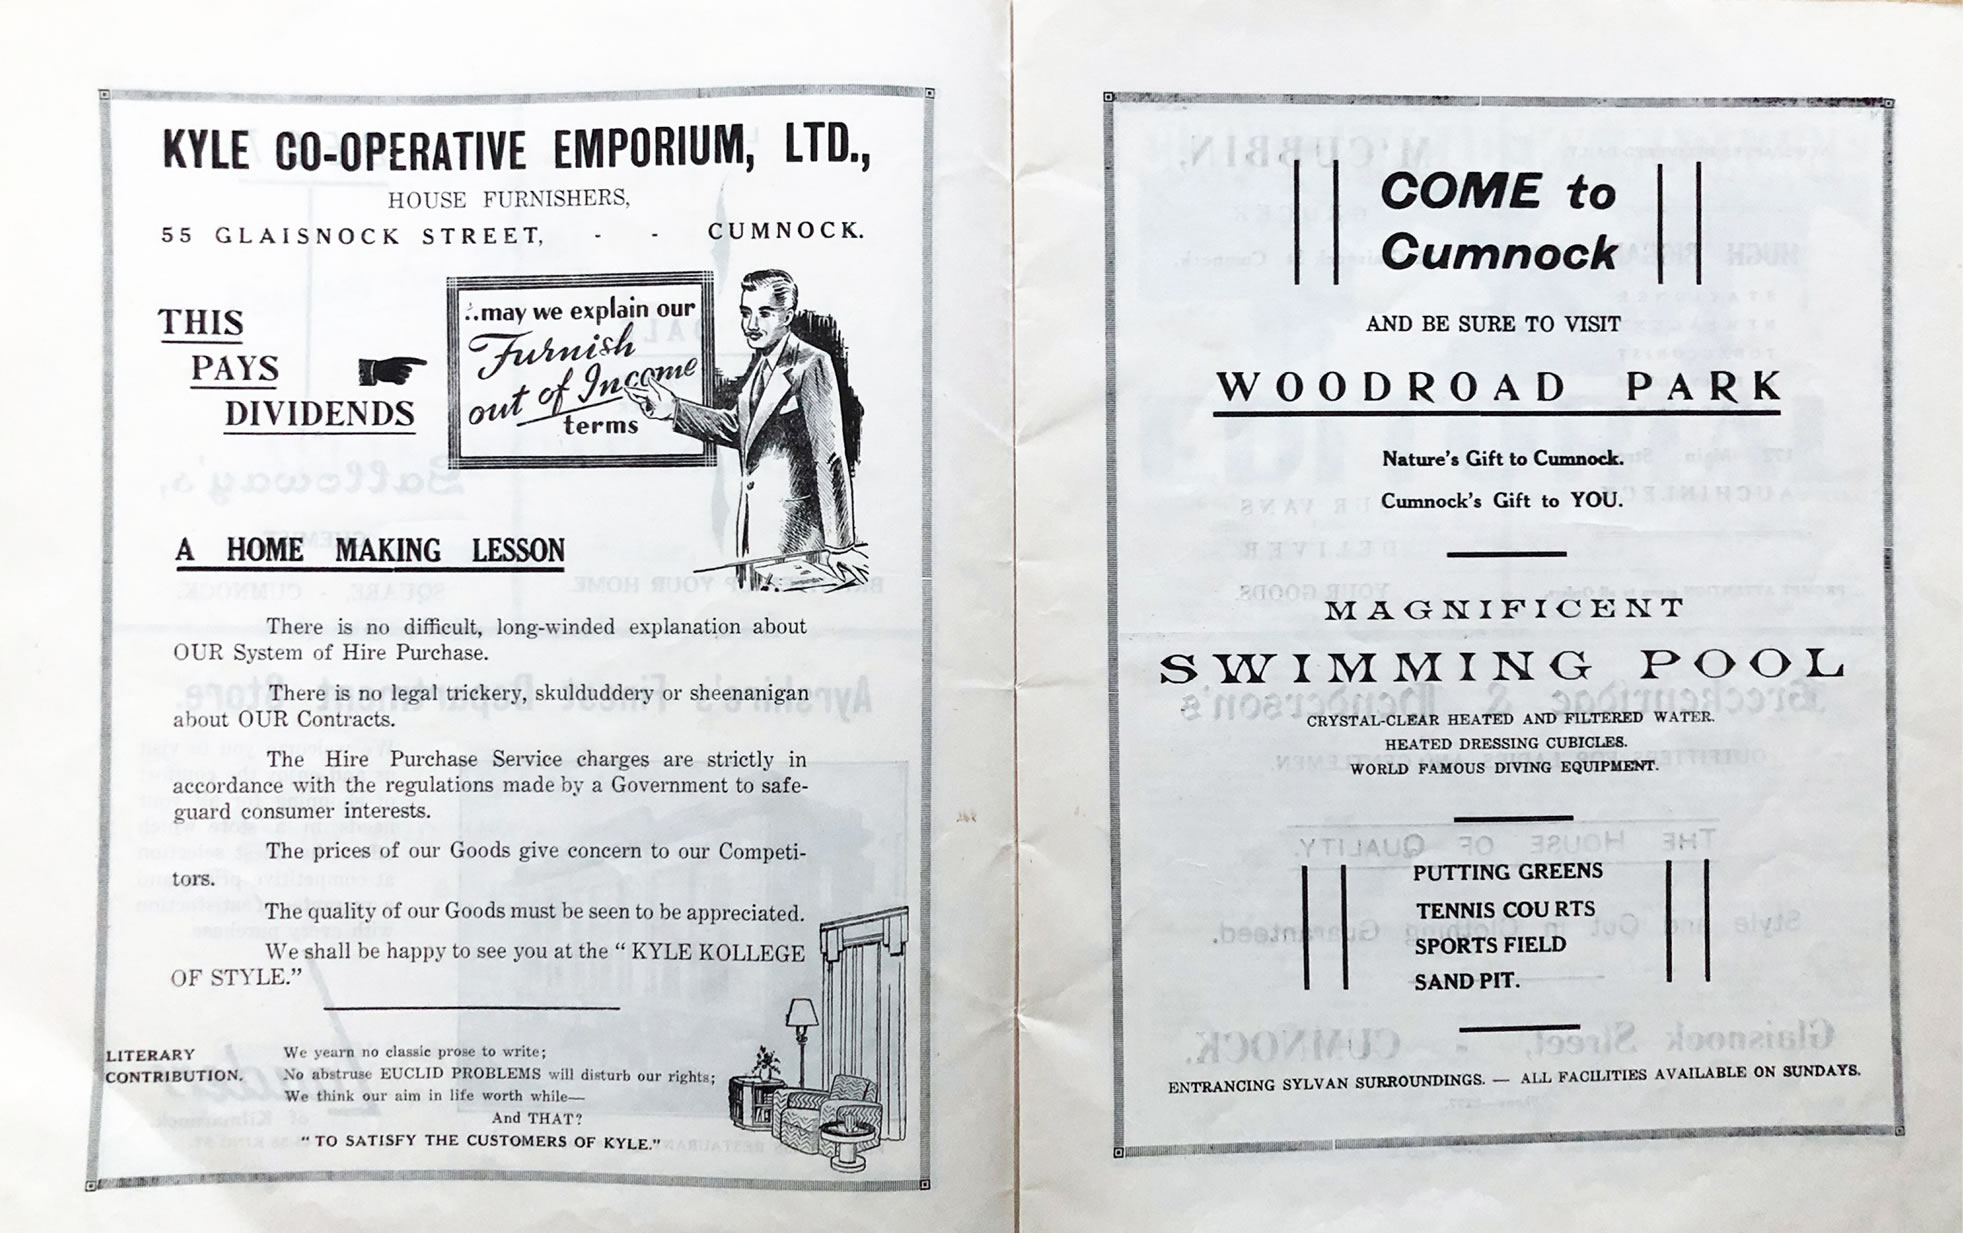 KYLE CO-OPERATIVE EMPORIUM, LTD.,
HOUSE FURNISHERS,
55 GLAISNOCK STREET, - - CUMNOCK.
THIS
PAYS
DIVIDENDS
...may we explain our
Furnish
out of Income
terms
A HOME MAKING LESSON
There is no difficult, long-winded explanation about
OUR System of Hire Purchase.
There is no legal trickery, skulduddery or sheenanigan
about OUR Contracts.
The Hire Purchase Service charges are strictly in
accordance with the regulations made by a Government to safe-
guard consumer interests.
The prices of our Goods give concern to our Competi-
tors.
The quality of our Goods must be seen to be appreciated.
We shall be happy to see you at the “ KYLE KOLLEGE
OF STYLE.”
LITERARY
CONTRIBUTION.
We yearn no classic prose to write;
No abstruse EUCLID PROBLEMS will disturb our rights;
We think our aim in life worth while—
And THAT?
“ TO SATISFY THE CUSTOMERS OF KYLE.”
COME to
Cumnock
AND BE SURE TO VISIT
WOODROAD PARK
Nature's Gift to Cumnock.
Cumnock's Gift to YOU.
MAGNIFICENT
SWIMMING POOL
CRYSTAL-CLEAR HEATED AND FILTERED WATER.
HEATED DRESSING CUBICLES.
WORLD FAMOUS DIVING EQUIPMENT.
PUTTING GREENS
TENNIS COURTS
SPORTS FIELD
SAND PIT.
ENTRANCING SYLVAN SURROUNDINGS. — ALL FACILITIES AVAILABLE ON SUNDAYS.